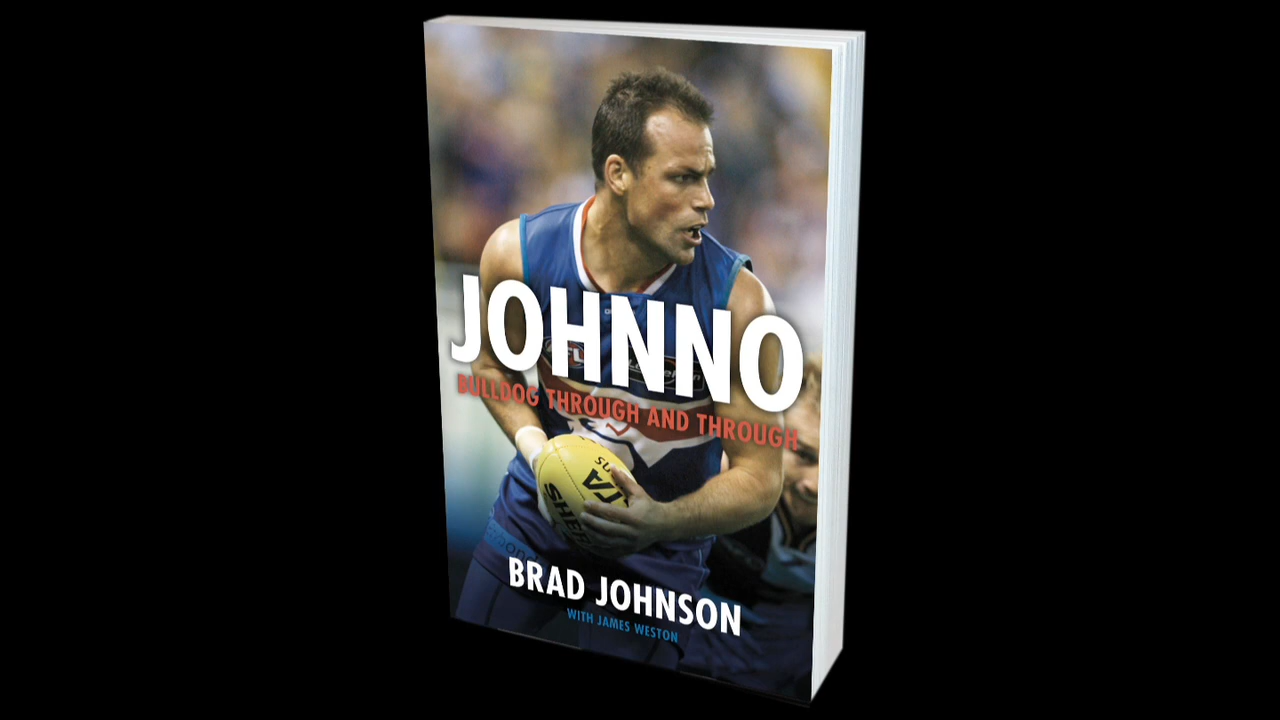 JOHNNO
BULLDOG THROUGH AND THROUGH
BRAD JOHNSON
WITH JAMES WESTON